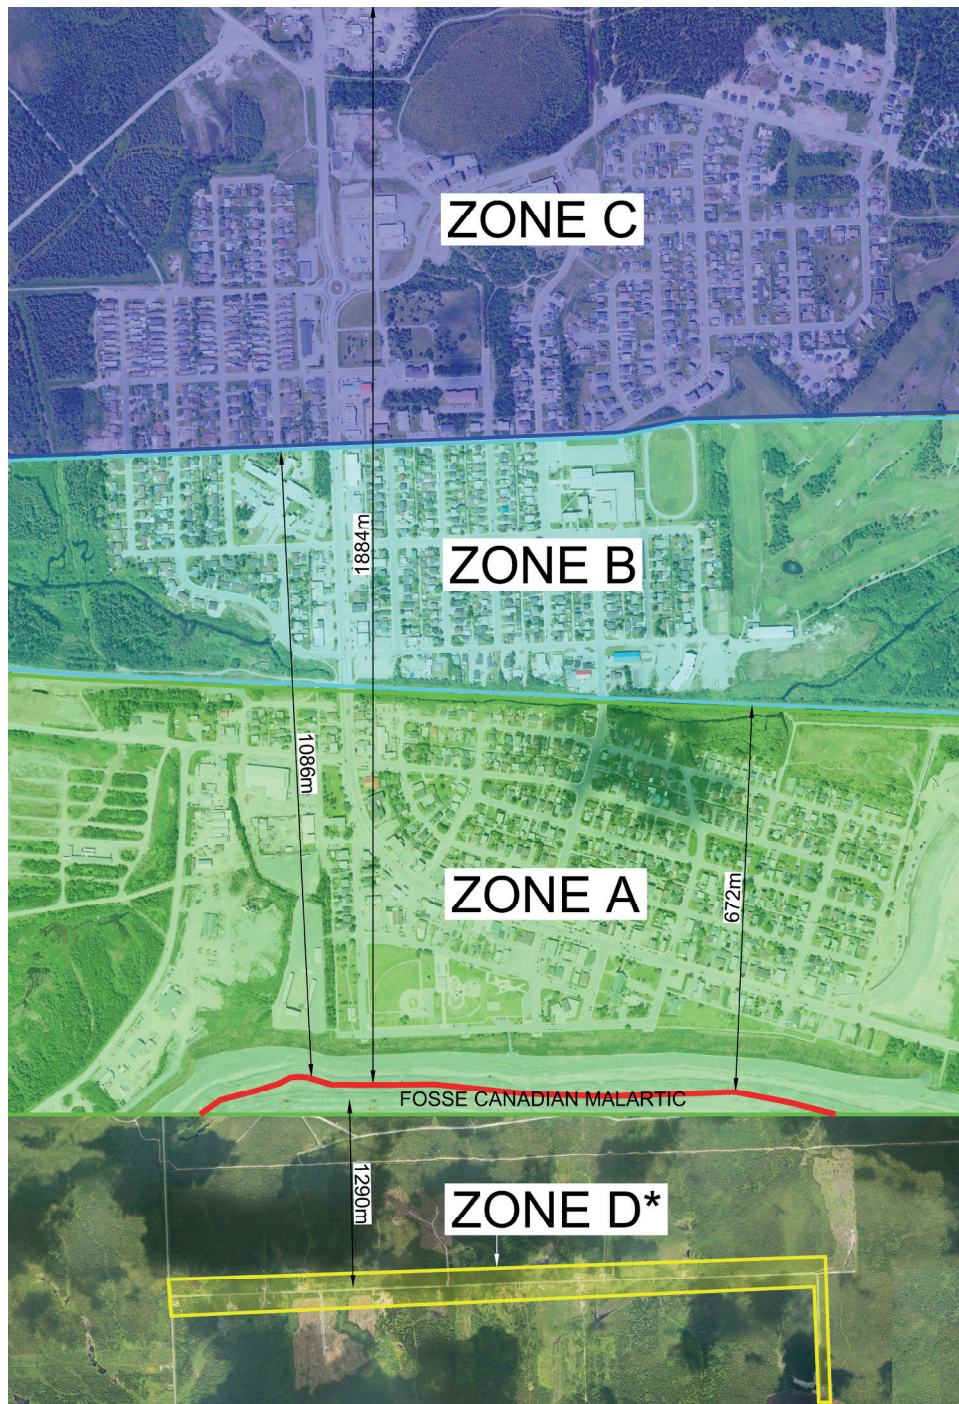 ZONE C
1884m
ZONE B
1086m
672m
ZONE A
FOSSE CANADIAN MALARTIC
1290m
ZONE D*